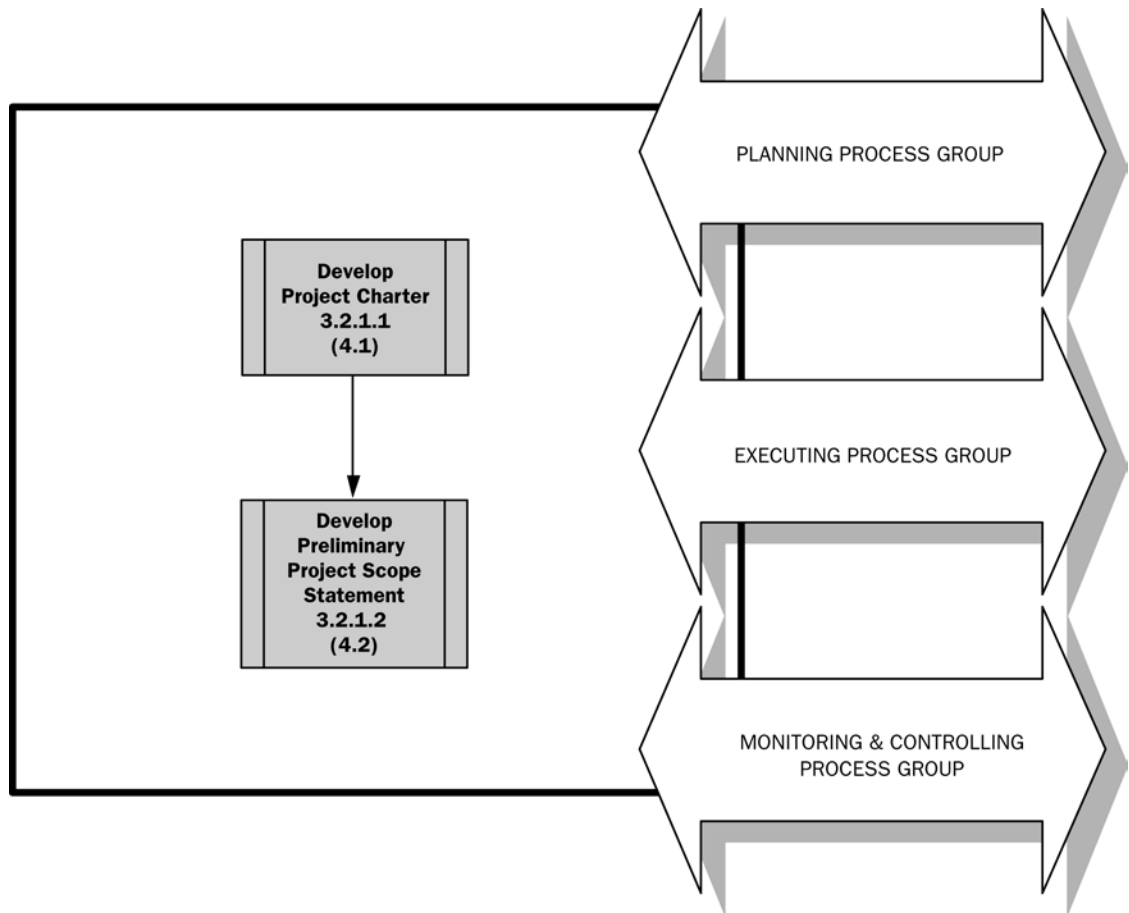 PLANNING PROCESS GROUP
Develop
Project Charter
3.2.1.1
(4.1)
EXECUTING PROCESS GROUP
Develop
Preliminary
Project Scope
Statement
3.2.1.2
(4.2)
MONITORING & CONTROLLING
PROCESS GROUP